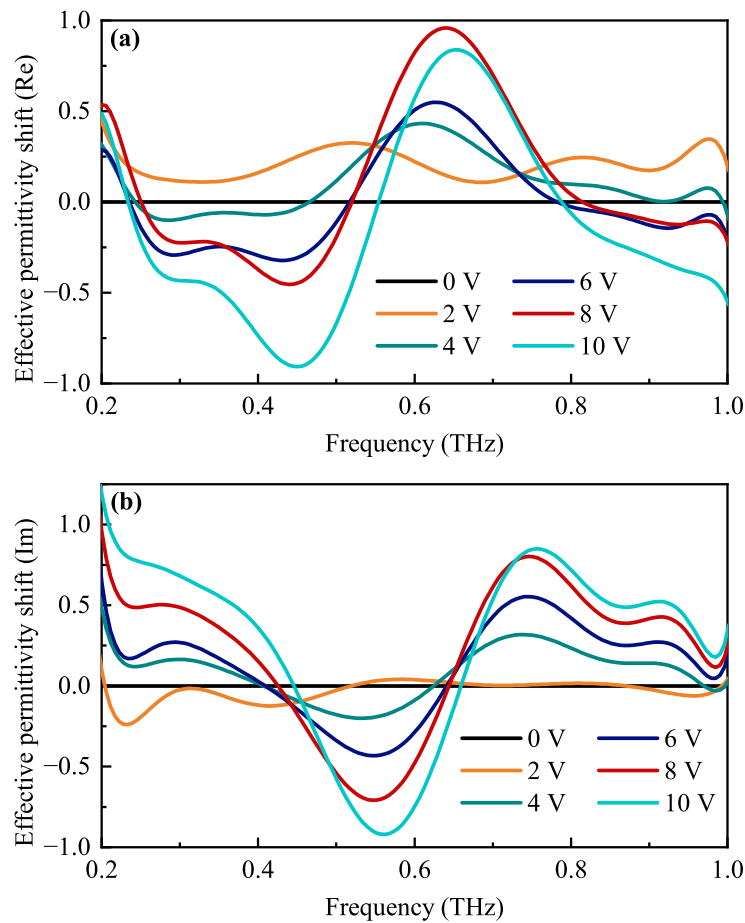 (a)
Effective permittivity shift (Re)
1.0
0.5
0.0
−0.5
−1.0
0 V
2 V
4 V
6 V
8 V
10 V
0.2 0.4 0.6 0.8 1.0
Frequency (THz)
(b)
Effective permittivity shift (Im)
1.0
0.5
0.0
−0.5
−1.0
0 V
2 V
4 V
6 V
8 V
10 V
0.2 0.4 0.6 0.8 1.0
Frequency (THz)